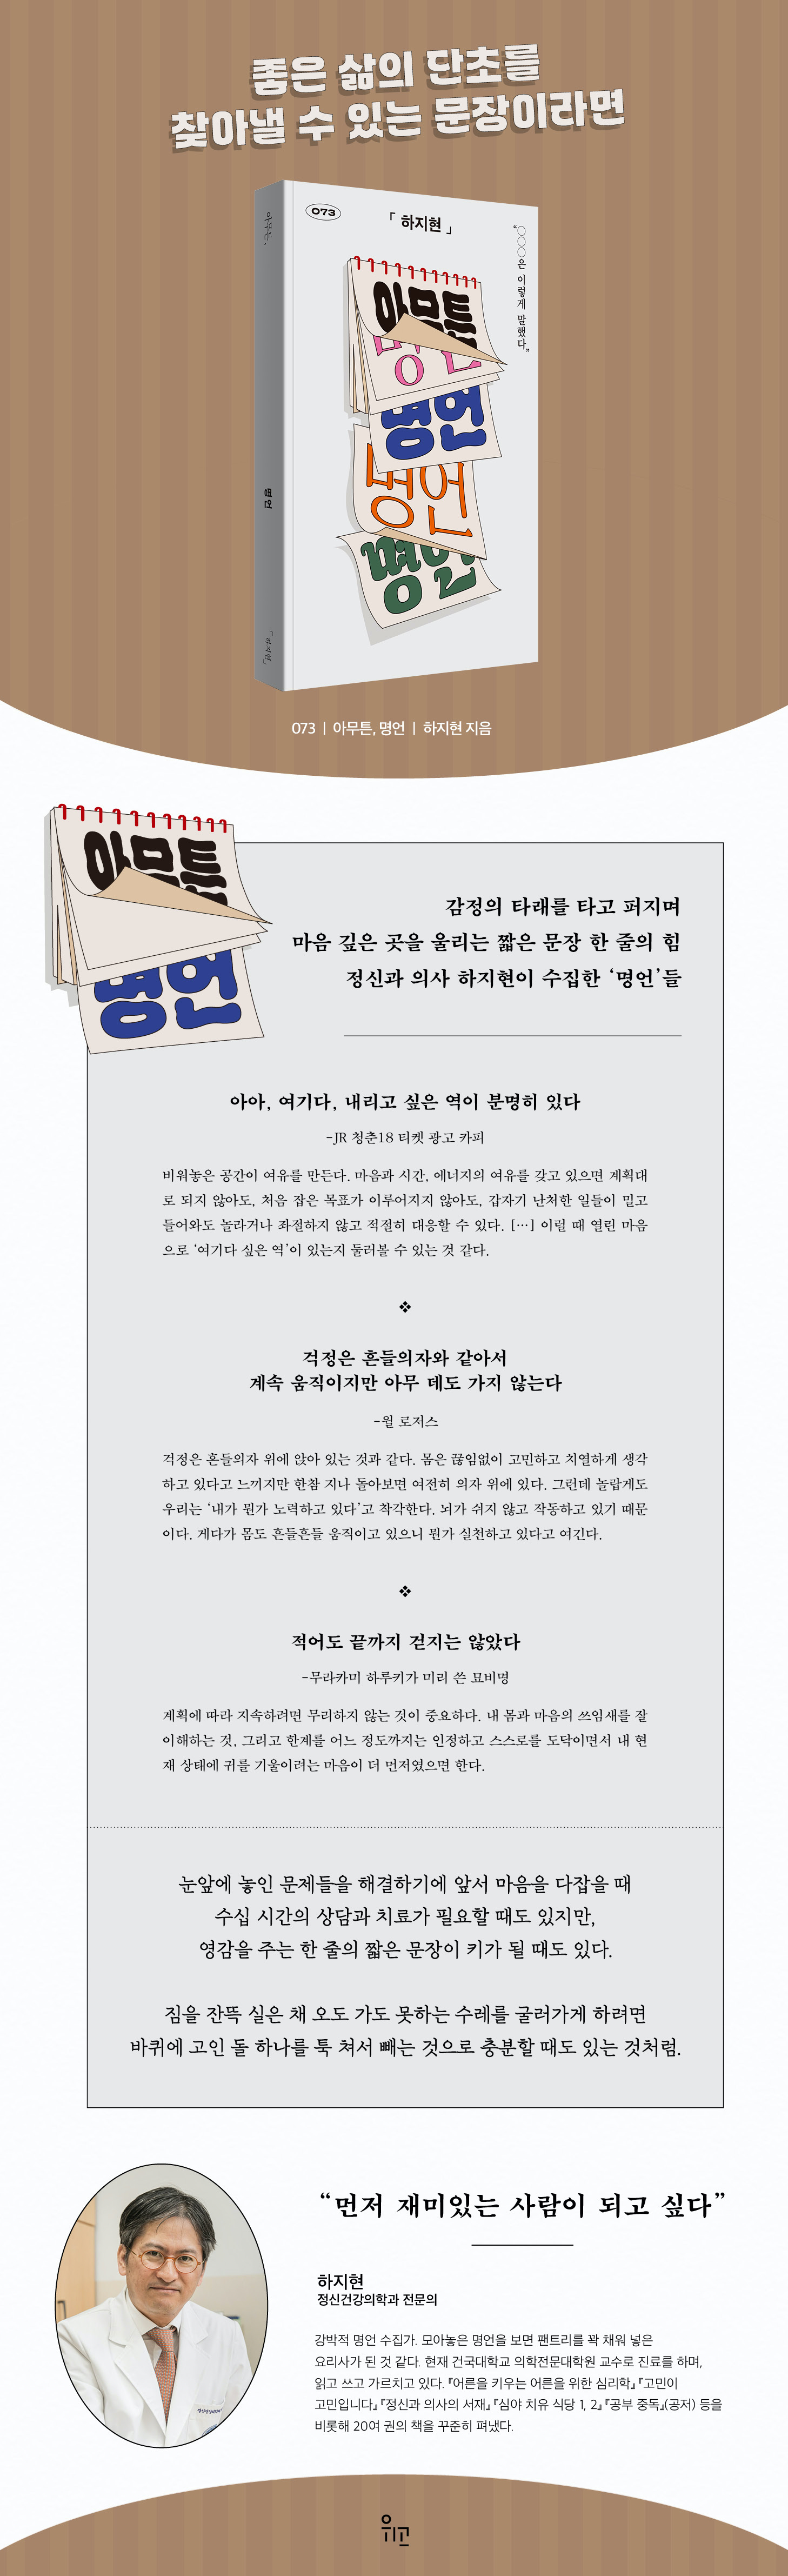 좋은 삶의 단초를
찾아낼 수 있는 문장이라면
아무튼,
명언
「하지현」
073
「 하지현 」
“○○○은 이렇게 말했다.”
아무튼
명언
명언
명언
명언
073 | 아무튼, 명언 | 하지현 지음
아무튼
명언
감정의 타래를 타고 퍼지며
마음 깊은 곳을 울리는 짧은 문장 한 줄의 힘
정신과 의사 하지현이 수집한 ‘명언’들
아아, 여기다, 내리고 싶은 역이 분명히 있다
-JR 청춘18 티켓 광고 카피
비워놓은 공간이 여유를 만든다. 마음과 시간, 에너지의 여유를 갖고 있으면 계획대
로 되지 않아도, 처음 잡은 목표가 이루어지지 않아도, 갑자기 난처한 일들이 밀고
들어와도 놀라거나 좌절하지 않고 적절히 대응할 수 있다. […] 이럴 때 열린 마음
으로 ‘여기다 싶은 역’이 있는지 둘러볼 수 있는 것 같다.
❖
걱정은 흔들의자와 같아서
계속 움직이지만 아무 데도 가지 않는다
-윌 로저스
걱정은 흔들의자 위에 앉아 있는 것과 같다. 몸은 끊임없이 고민하고 치열하게 생각
하고 있다고 느끼지만 한참 지나 돌아보면 여전히 의자 위에 있다. 그런데 놀랍게도
우리는 ‘내가 뭔가 노력하고 있다’고 착각한다. 뇌가 쉬지 않고 작동하고 있기 때문
이다. 게다가 몸도 흔들흔들 움직이고 있으니 뭔가 실천하고 있다고 여긴다.
❖
적어도 끝까지 걷지는 않았다
-무라카미 하루키가 미리 쓴 묘비명
계획에 따라 지속하려면 무리하지 않는 것이 중요하다. 내 몸과 마음의 쓰임새를 잘
이해하는 것, 그리고 한계를 어느 정도까지는 인정하고 스스로를 도닥이면서 내 현
재 상태에 귀를 기울이려는 마음이 더 먼저였으면 한다.
눈앞에 놓인 문제들을 해결하기에 앞서 마음을 다잡을 때
수십 시간의 상담과 치료가 필요할 때도 있지만,
영감을 주는 한 줄의 짧은 문장이 키가 될 때도 있다.
짐을 잔뜩 실은 채 오도 가도 못하는 수레를 굴러가게 하려면
바퀴에 고인 돌 하나를 툭 쳐서 빼는 것으로 충분할 때도 있는 것처럼.
“먼저 재미있는 사람이 되고 싶다”
하지현
정신건강의학과 전문의
강박적 명언 수집가. 모아놓은 명언을 보면 팬트리를 꽉 채워 넣은
요리사가 된 것 같다. 현재 건국대학교 의학전문대학원 교수로 진료를 하며,
읽고 쓰고 가르치고 있다. 『어른을 키우는 어른을 위한 심리학』 『고민이
고민입니다』 『정신과 의사의 서재』 『심야 치유 식당 1, 2』 『공부 중독』(공저) 등을
비롯해 20여 권의 책을 꾸준히 펴냈다.
위고